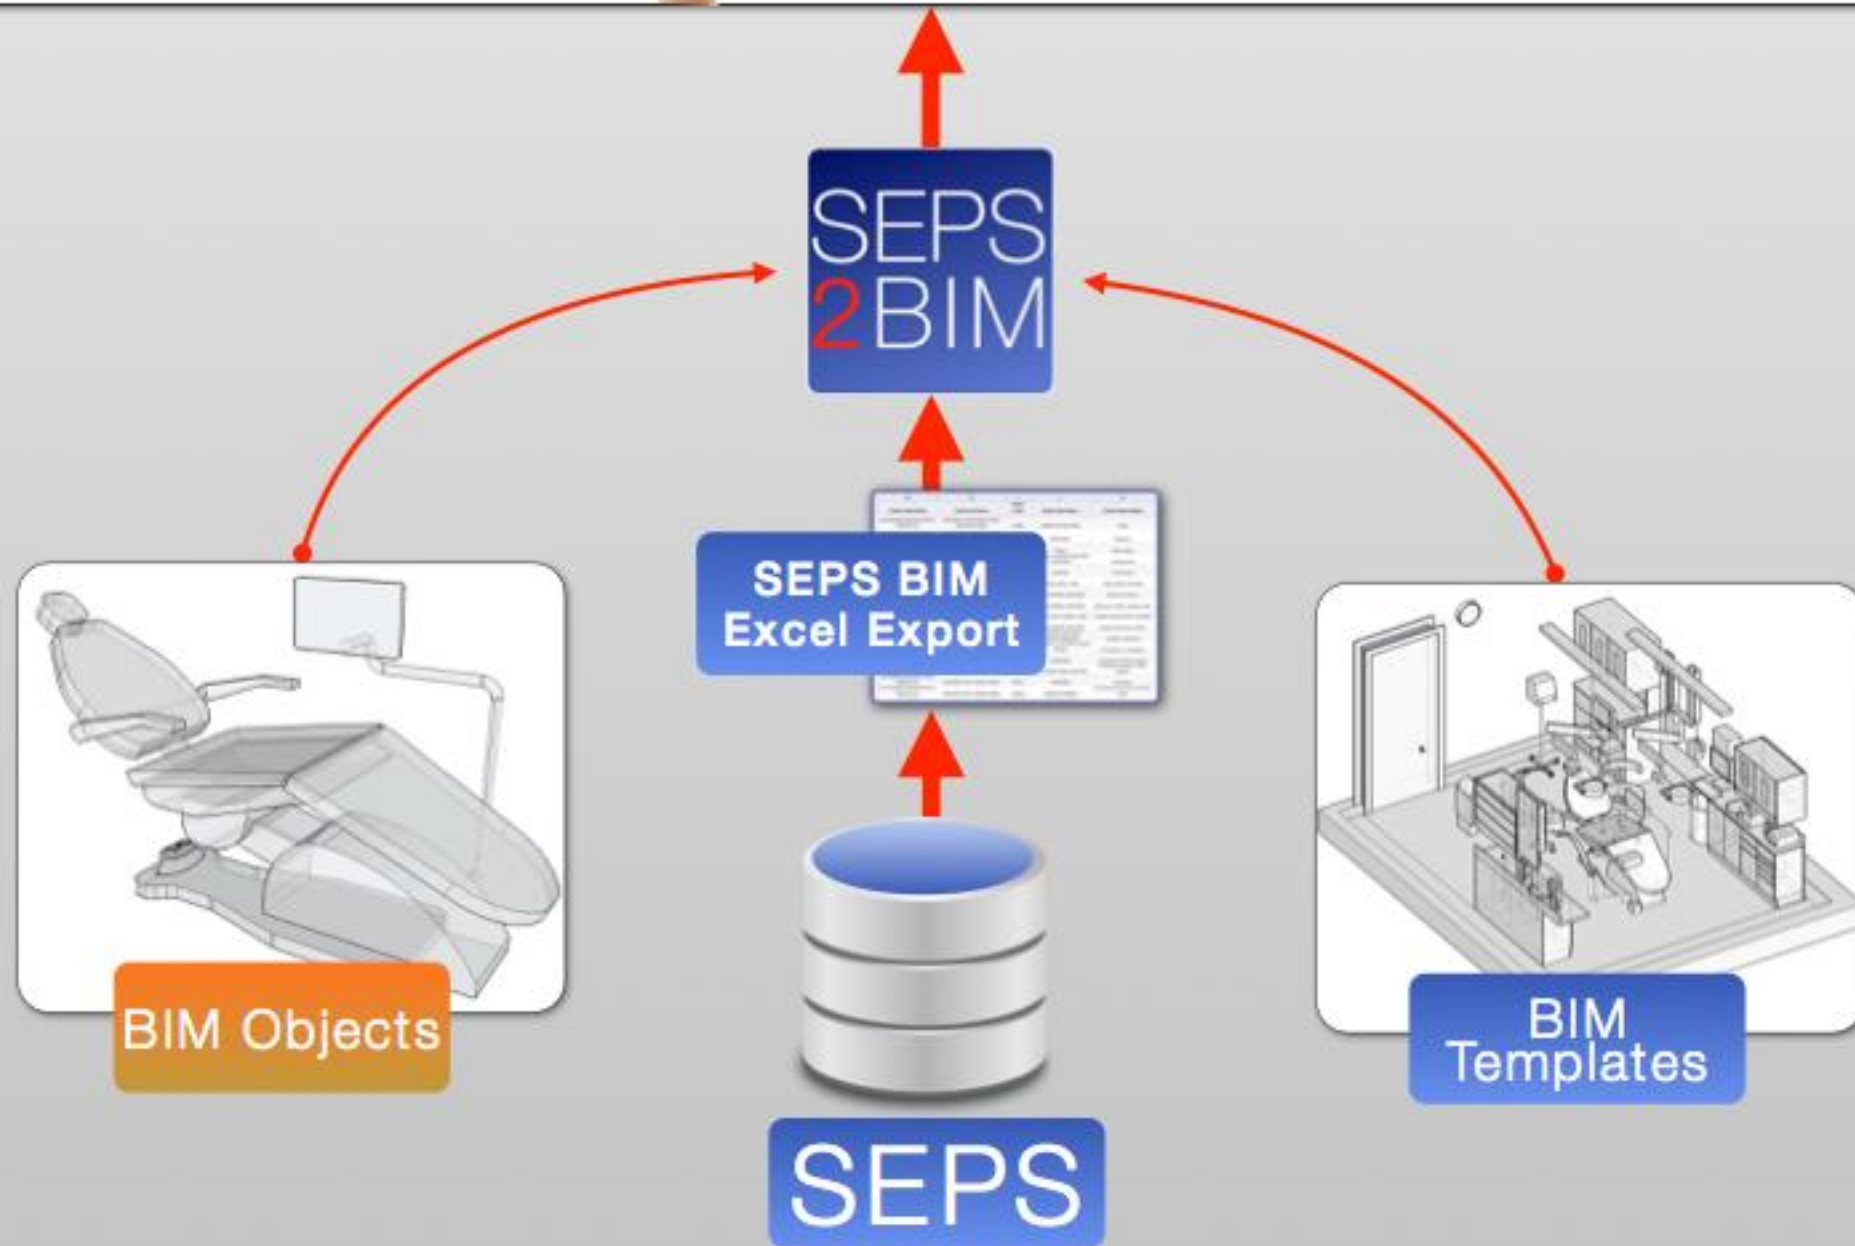 SEPS
2BIM
SEPS BIM
Excel Export
BIM Objects
BIM
Templates
SEPS